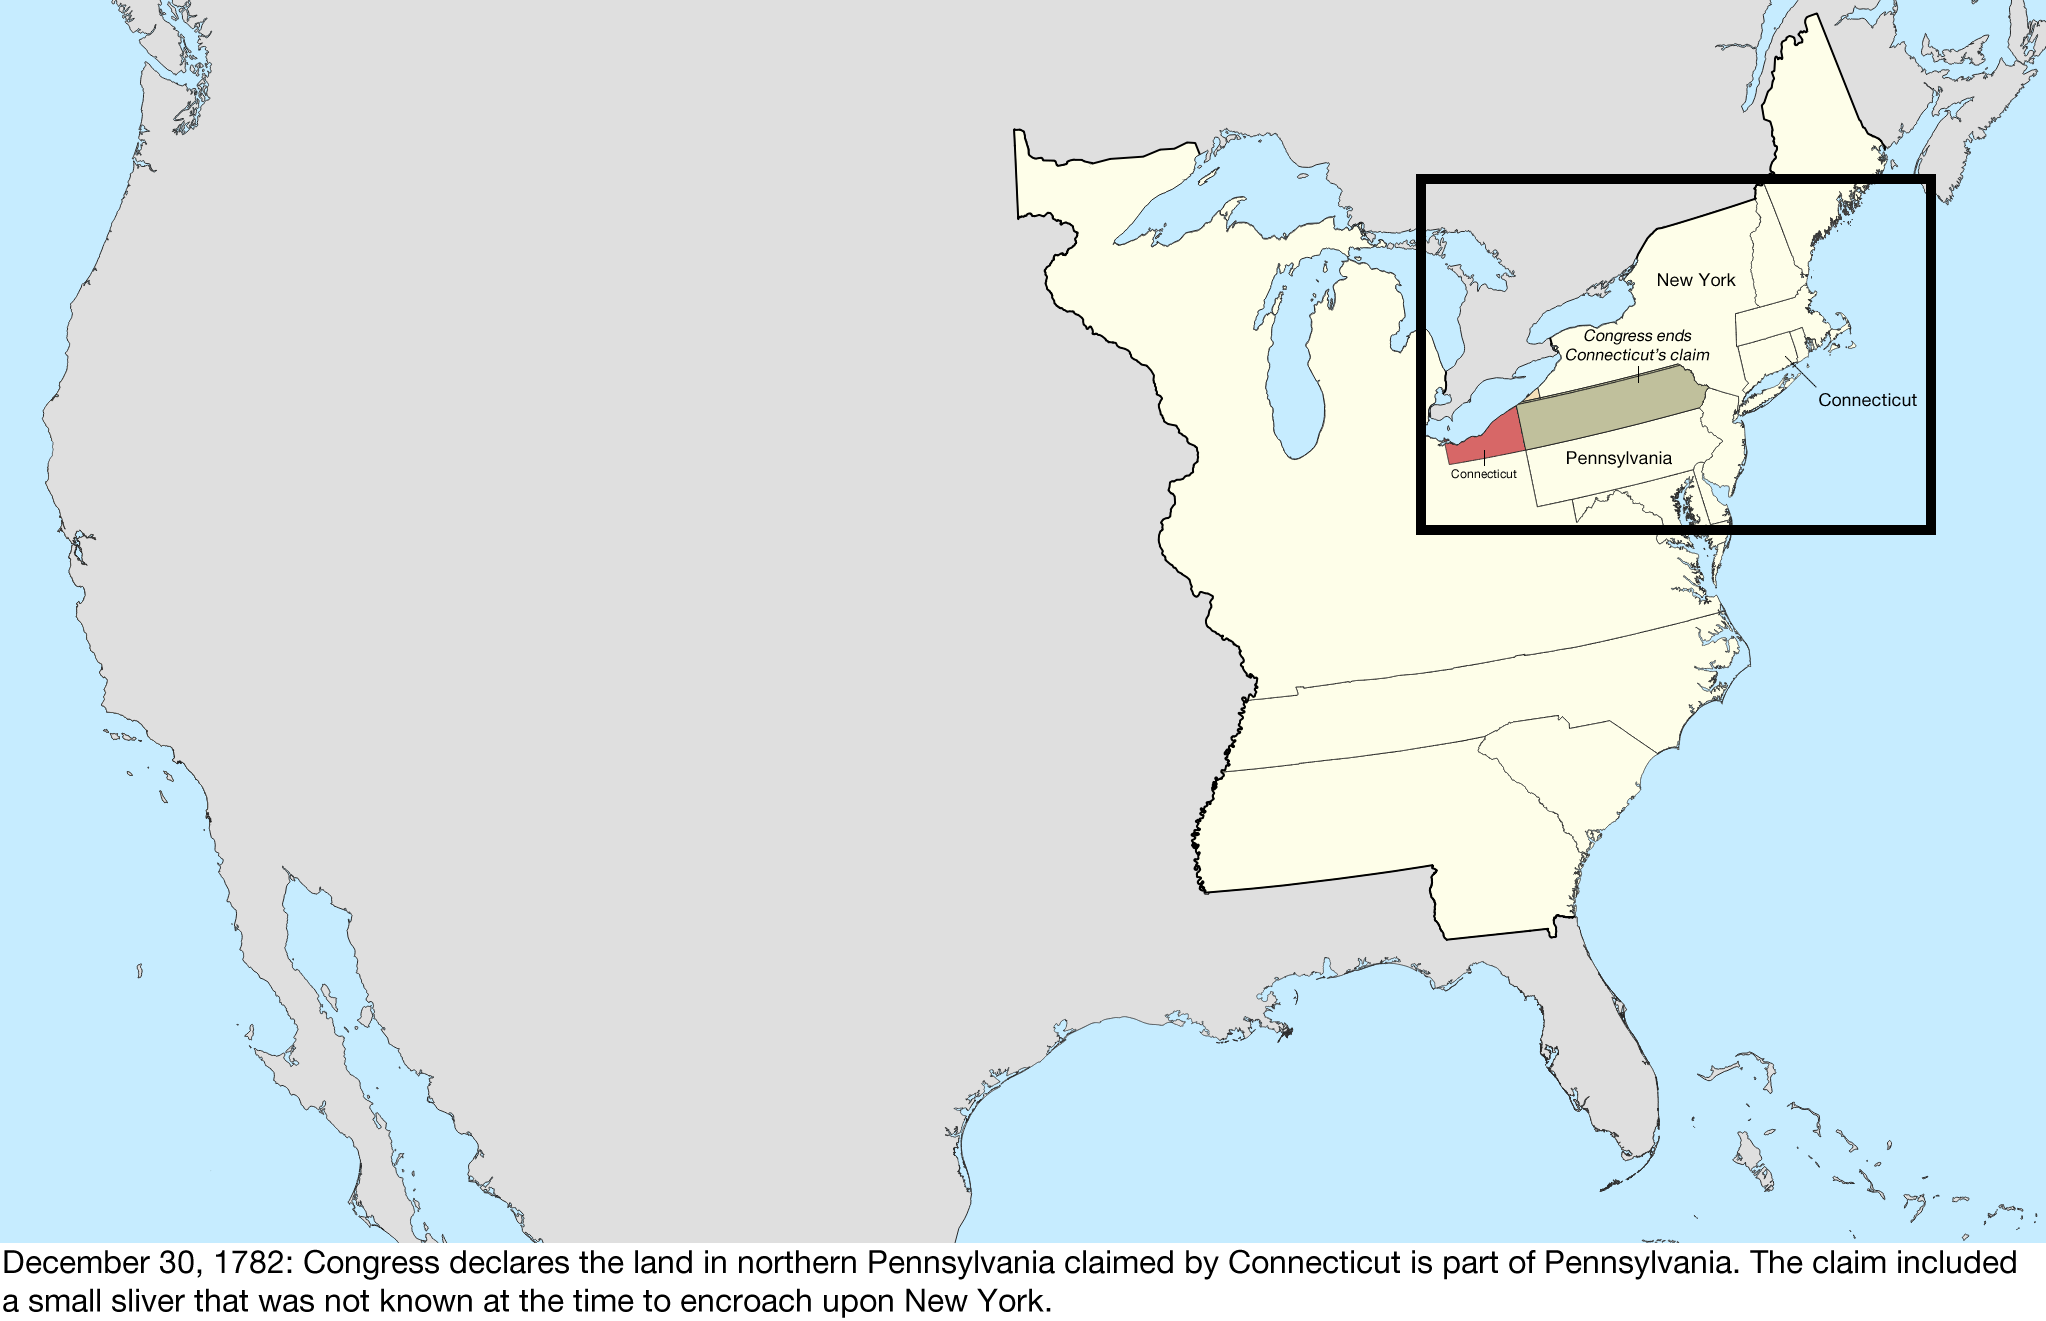 New York
Congress ends
Connecticut's claim
Connecticut
Pennsylvania
Connecticut
December 30, 1782: Congress declares the land in northern Pennsylvania claimed by Connecticut is part of Pennsylvania. The claim included
a small sliver that was not known at the time to encroach upon New York.